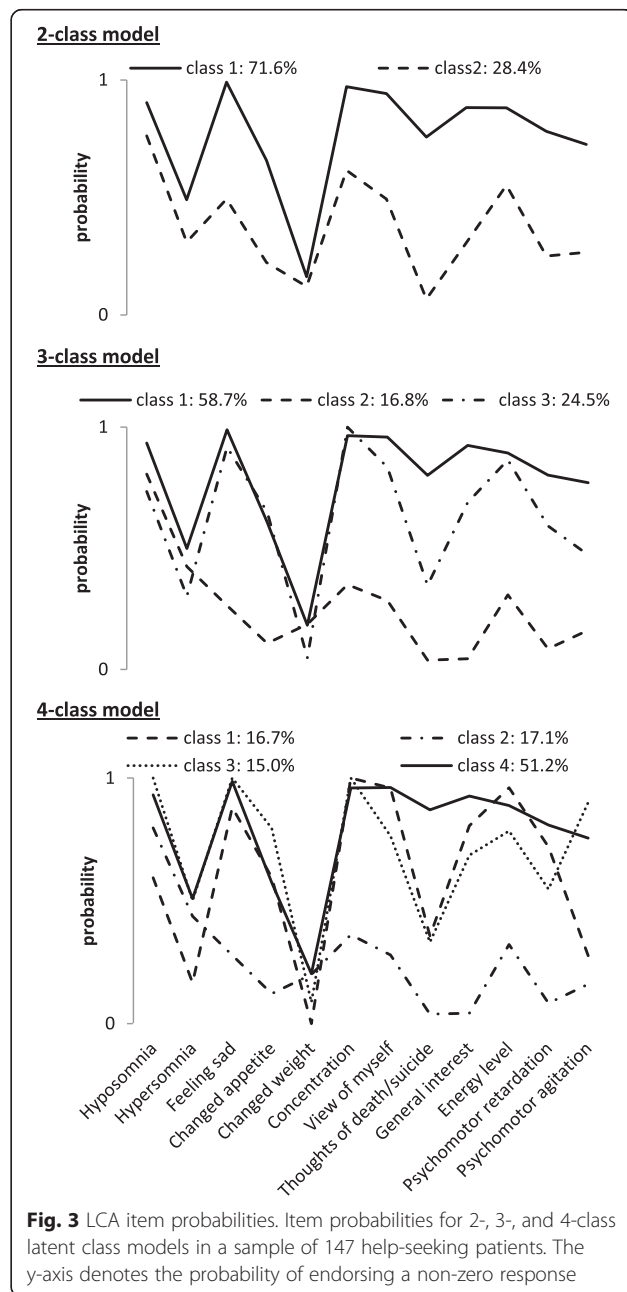 2-class model
class 1: 71.6% class2: 28.4%
1
probability
0
3-class model
class 1: 58.7% class 2: 16.8% class 3: 24.5%
1
probability
0
4-class model
class 1: 16.7% class 2: 17.1%
class 3: 15.0% class 4: 51.2%
1
probability
0
Hyposomnia
Hypersomnia
Feeling sad
Changed appetite
Changed weight
Concentration
View of myself
Thoughts of death/suicide
General interest
Energy level
Psychomotor retardation
Psychomotor agitation
Fig. 3 LCA item probabilities. Item probabilities for 2-, 3-, and 4-class
latent class models in a sample of 147 help-seeking patients. The
y-axis denotes the probability of endorsing a non-zero response